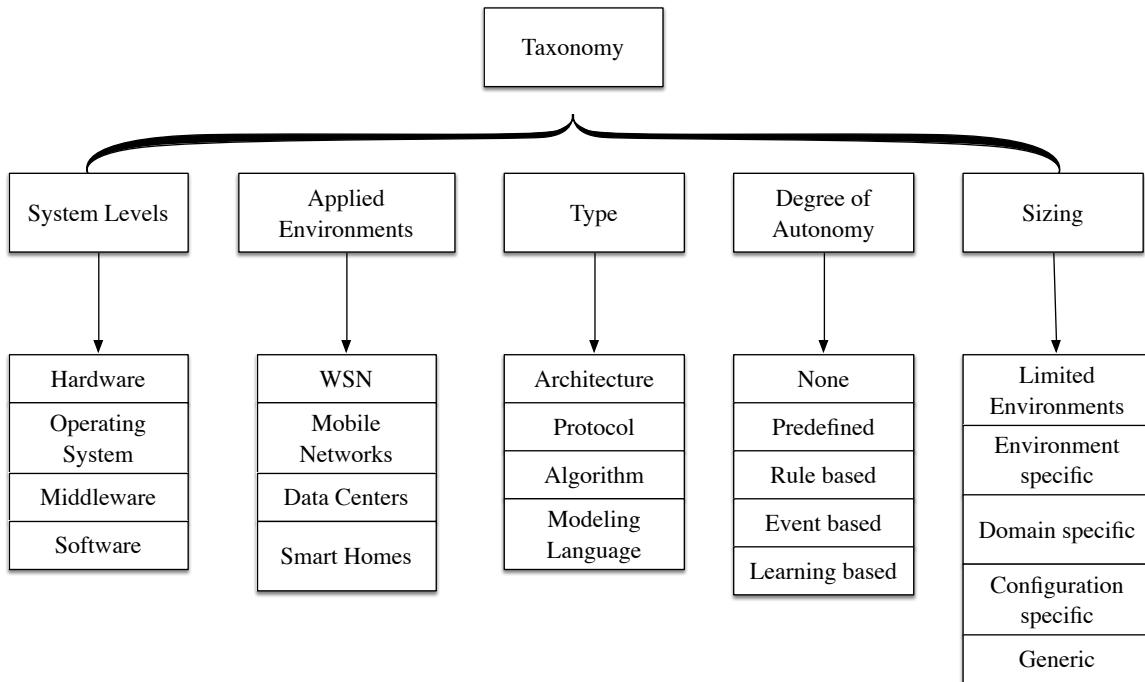 Taxonomy
System Levels
Applied
Environments
Type
Degree of
Autonomy
Sizing
Hardware
Operating
System
Middleware
Software
WSN
Mobile
Networks
Data Centers
Smart Homes
Architecture
Protocol
Algorithm
Modeling
Language
None
Predefined
Rule based
Event based
Learning based
Limited
Environments
Environment
specific
Domain specific
Configuration
specific
Generic